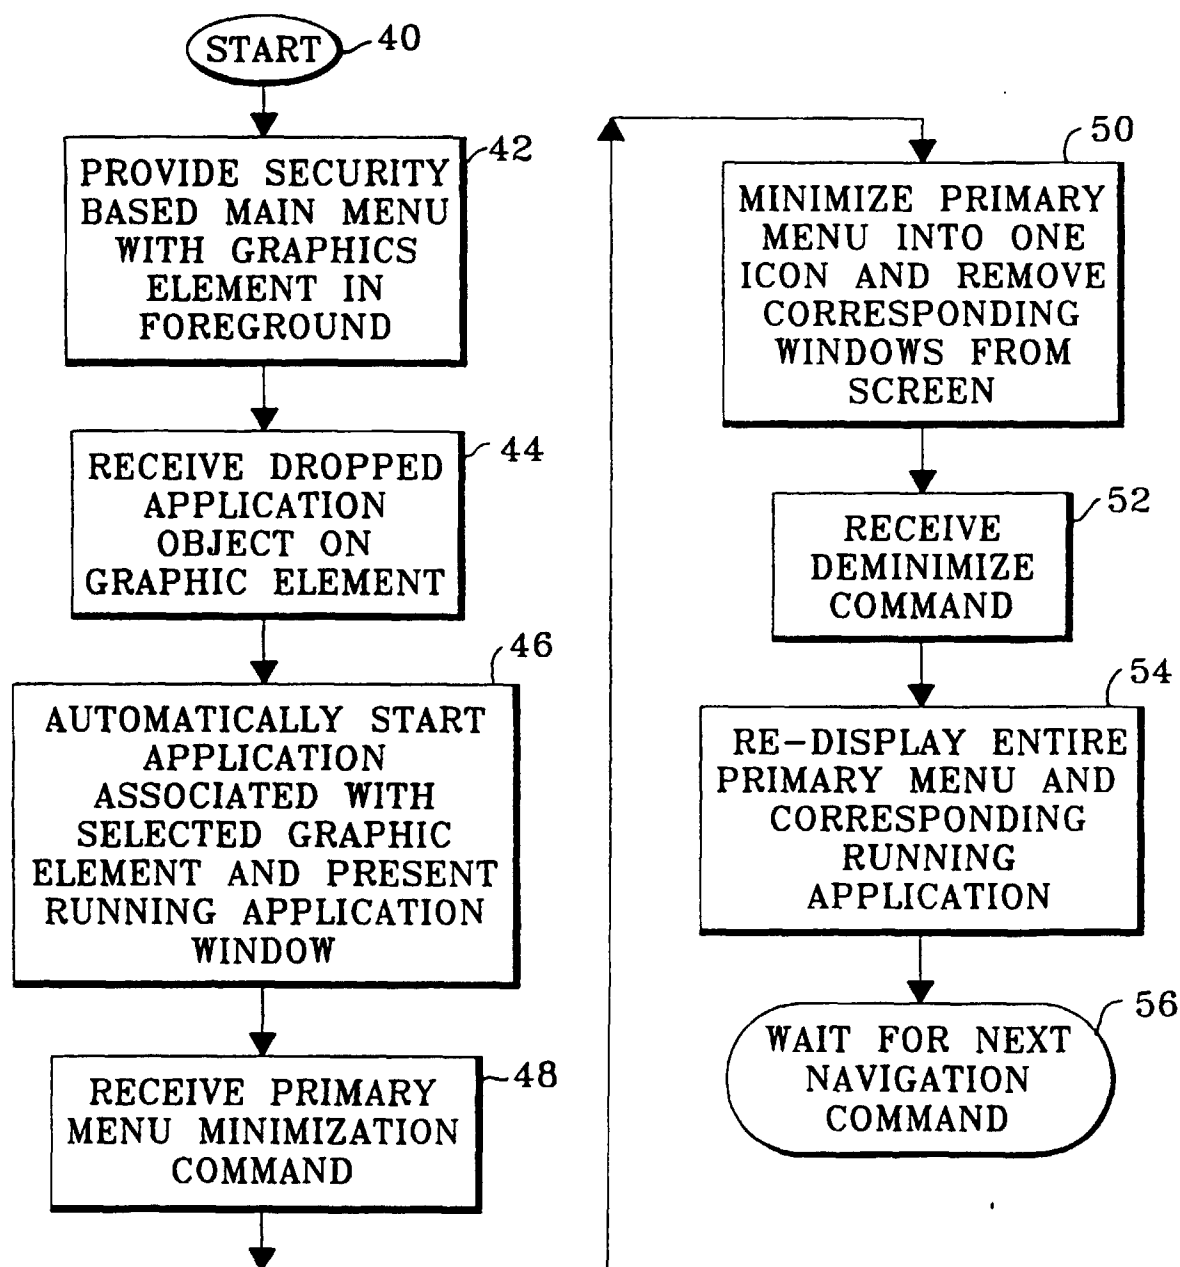 START
40
42
PROVIDE SECURITY
BASED MAIN MENU
WITH GRAPHICS
ELEMENT IN
FOREGROUND
44
RECEIVE DROPPED
APPLICATION
OBJECT ON
GRAPHIC ELEMENT
46
AUTOMATICALLY START
APPLICATION
ASSOCIATED WITH
SELECTED GRAPHIC
ELEMENT AND PRESENT
RUNNING APPLICATION
WINDOW
48
RECEIVE PRIMARY
MENU MINIMIZATION
COMMAND
50
MINIMIZE PRIMARY
MENU INTO ONE
ICON AND REMOVE
CORRESPONDING
WINDOWS FROM
SCREEN
52
RECEIVE
DEMINIMIZE
COMMAND
54
RE-DISPLAY ENTIRE
PRIMARY MENU AND
CORRESPONDING
RUNNING
APPLICATION
56
WAIT FOR NEXT
NAVIGATION
COMMAND